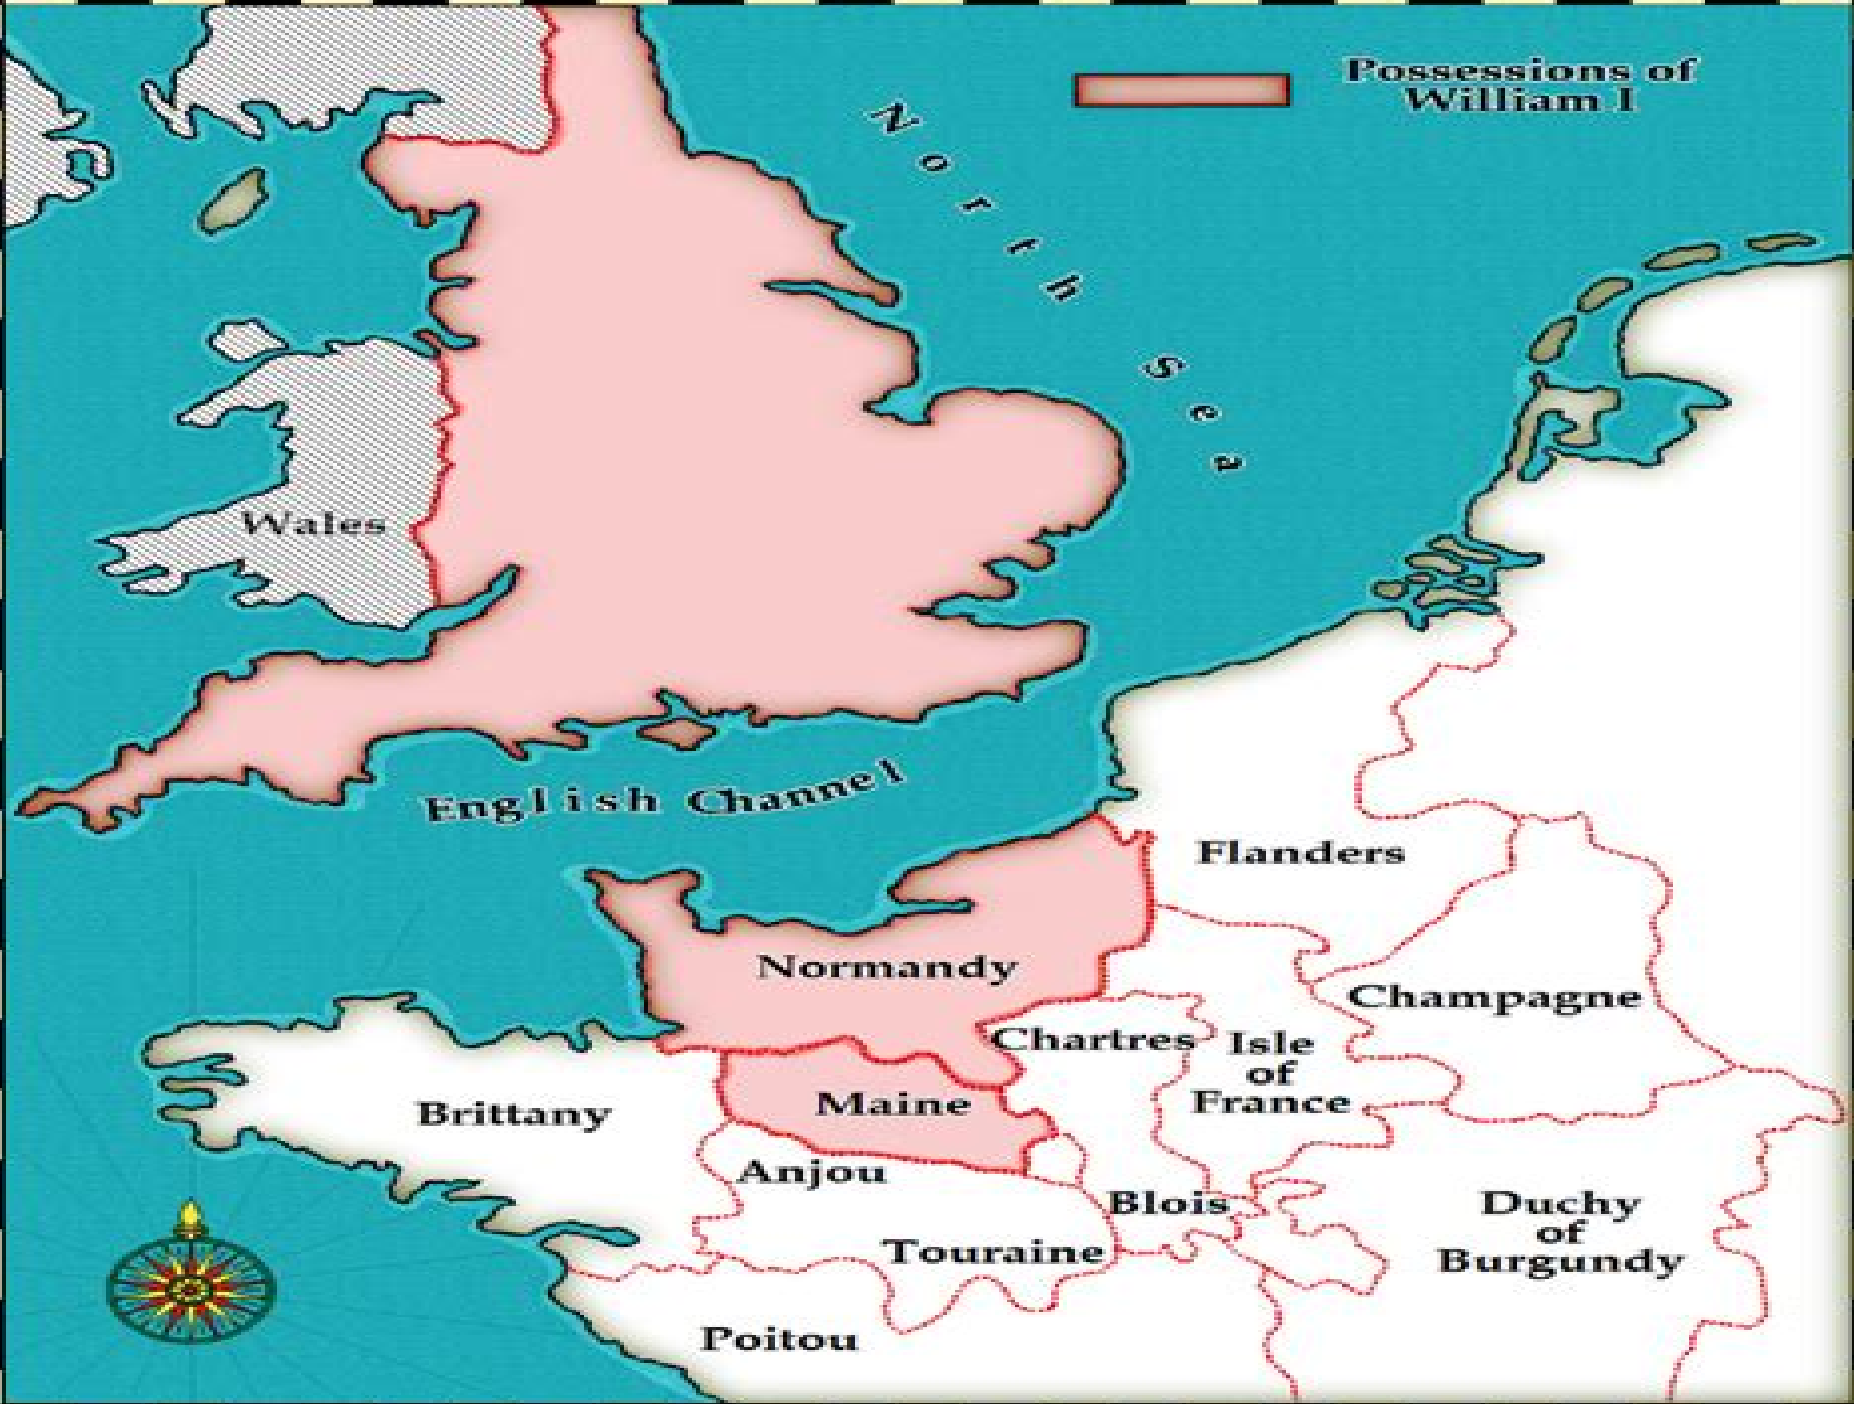 Possessions of
William I
North Sea
Wales
English Channel
Flanders
Normandy
Champagne
Chartres
Isle
of
France
Maine
Brittany
Anjou
Blois
Duchy
of
Burgundy
Touraine
Poitou